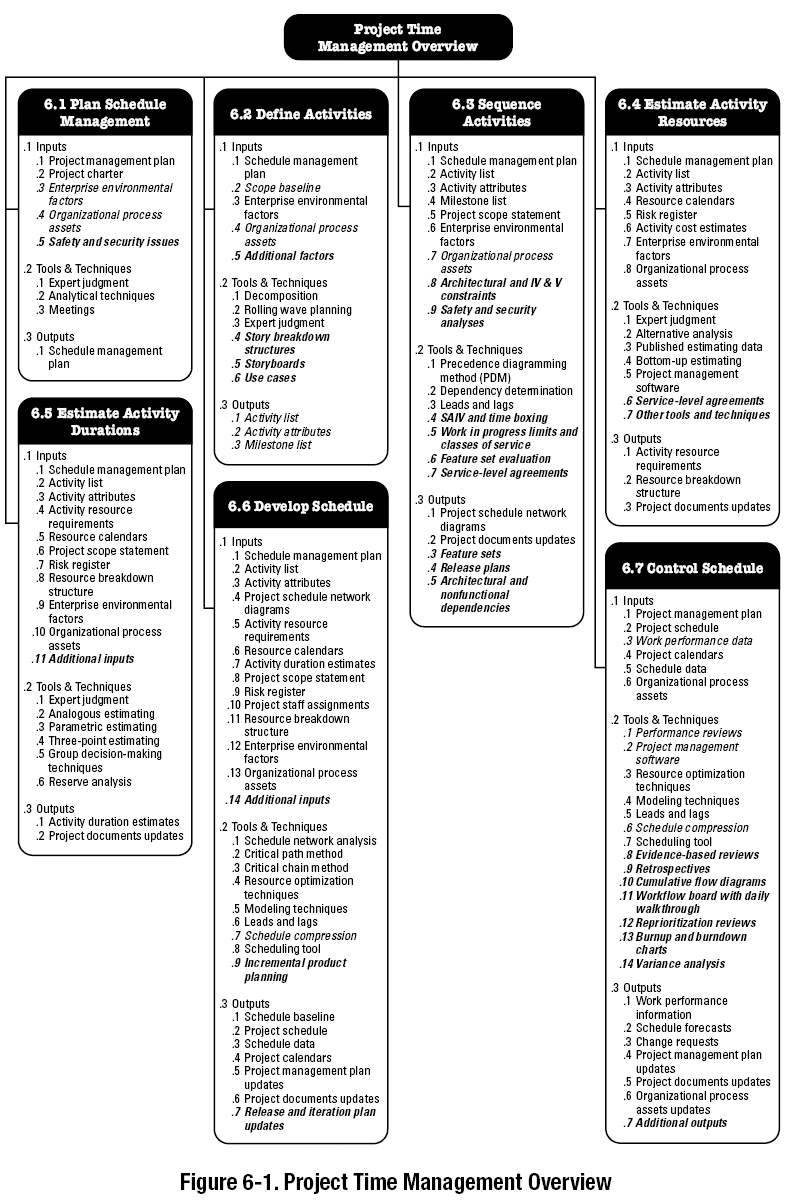 Project Time
Management Overview
6.1 Plan Schedule
Management
.1 Inputs
.1 Project management plan
.2 Project charter
.3 Enterprise environmental
factors
.4 Organizational process
assets
.5 Safety and security issues
.2 Tools & Techniques
.1 Expert judgment
.2 Analytical techniques
.3 Meetings
.3 Outputs
.1 Schedule management
plan
6.2 Define Activities
.1 Inputs
.1 Schedule management
plan
.2 Scope baseline
.3 Enterprise environmental
factors
.4 Organizational process
assets
.5 Additional factors
.2 Tools & Techniques
.1 Decomposition
.2 Rolling wave planning
.3 Expert judgment
.4 Story breakdown
structures
.5 Storyboards
.6 Use cases
.3 Outputs
.1 Activity list
.2 Activity attributes
.3 Milestone list
6.3 Sequence
Activities
.1 Inputs
.1 Schedule management plan
.2 Activity list
.3 Activity attributes
.4 Milestone list
.5 Project scope statement
.6 Enterprise environmental
factors
.7 Organizational process
assets
.8 Architectural and IV & V
constraints
.9 Safety and security
analyses
.2 Tools & Techniques
.1 Precedence diagramming
method (PDM)
.2 Dependency determination
.3 Leads and lags
.4 SAIV and time boxing
.5 Work in progress limits and
classes of service
.6 Feature set evaluation
.7 Service-level agreements
.3 Outputs
.1 Project schedule network
diagrams
.2 Project documents updates
.3 Feature sets
.4 Release plans
.5 Architectural and
nonfunctional
dependencies
6.4 Estimate Activity
Resources
.1 Inputs
.1 Schedule management plan
.2 Activity list
.3 Activity attributes
.4 Resource calendars
.5 Risk register
.6 Activity cost estimates
.7 Enterprise environmental
factors
.8 Organizational process
assets
.2 Tools & Techniques
.1 Expert judgment
.2 Alternative analysis
.3 Published estimating data
.4 Bottom-up estimating
.5 Project management
software
.6 Service-level agreements
.7 Other tools and techniques
.3 Outputs
.1 Activity resource
requirements
.2 Resource breakdown
structure
.3 Project documents updates
6.5 Estimate Activity
Durations
.1 Inputs
.1 Schedule management plan
.2 Activity list
.3 Activity attributes
.4 Activity resource
requirements
.5 Resource calendars
.6 Project scope statement
.7 Risk register
.8 Resource breakdown
structure
.9 Enterprise environmental
factors
.10 Organizational process
assets
.11 Additional inputs
.2 Tools & Techniques
.1 Expert judgment
.2 Analogous estimating
.3 Parametric estimating
.4 Three-point estimating
.5 Group decision-making
techniques
.6 Reserve analysis
.3 Outputs
.1 Activity duration estimates
.2 Project documents updates
6.6 Develop Schedule
.1 Inputs
.1 Schedule management plan
.2 Activity list
.3 Activity attributes
.4 Project schedule network
diagrams
.5 Activity resource
requirements
.6 Resource calendars
.7 Activity duration estimates
.8 Project scope statement
.9 Risk register
.10 Project staff assignments
.11 Resource breakdown
structure
.12 Enterprise environmental
factors
.13 Organizational process
assets
.14 Additional inputs
.2 Tools & Techniques
.1 Schedule network analysis
.2 Critical path method
.3 Critical chain method
.4 Resource optimization
techniques
.5 Modeling techniques
.6 Leads and lags
.7 Schedule compression
.8 Scheduling tool
.9 Incremental product
planning
.3 Outputs
.1 Schedule baseline
.2 Project schedule
.3 Schedule data
.4 Project calendars
.5 Project management plan
updates
.6 Project documents updates
.7 Release and iteration plan
updates
6.7 Control Schedule
.1 Inputs
.1 Project management plan
.2 Project schedule
.3 Work performance data
.4 Project calendars
.5 Schedule data
.6 Organizational process
assets
.2 Tools & Techniques
.1 Performance reviews
.2 Project management
software
.3 Resource optimization
techniques
.4 Modeling techniques
.5 Leads and lags
.6 Schedule compression
.7 Scheduling tool
.8 Evidence-based reviews
.9 Retrospectives
.10 Cumulative flow diagrams
.11 Workflow board with daily
walkthrough
.12 Reprioritization reviews
.13 Burnup and burndown
charts
.14 Variance analysis
.3 Outputs
.1 Work performance
information
.2 Schedule forecasts
.3 Change requests
.4 Project management plan
updates
.5 Project documents updates
.6 Organizational process
assets updates
.7 Additional outputs
Figure 6-1. Project Time Management Overview